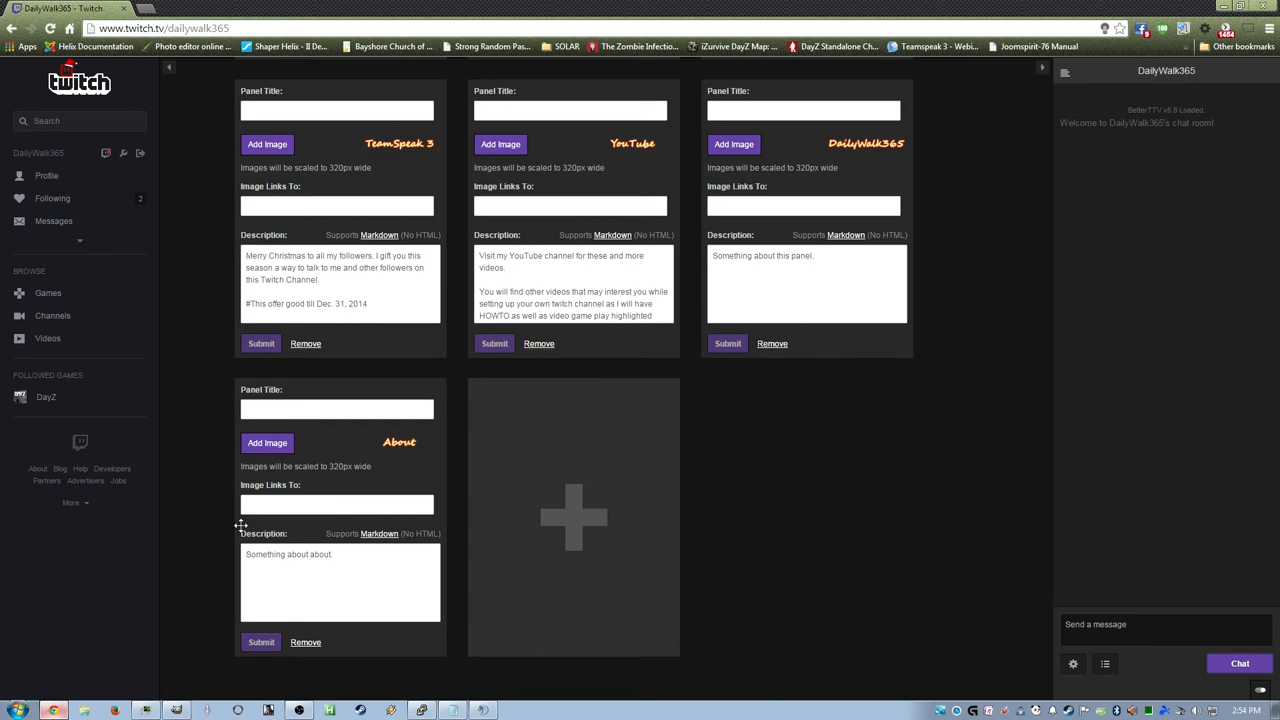 DailyWalk365 - Twitch
www.twitch.tv/dailywalk365
Apps
Helix Documentation
Photo editor online ...
Shaper Helix - II De...
Bayshore Church of ...
Strong Random Pas...
SOLAR
The Zombie Infectio...
iZurvive DayZ Map: ...
DayZ Standalone Ch...
Teamspeak 3 - Webi...
Joomspirit-76 Manual
Other bookmarks
twitch
Search
DailyWalk365
Profile
Following 2
Messages
BROWSE
Games
Channels
Videos
FOLLOWED GAMES
DayZ
About Blog Help Developers
Partners Advertisers Jobs
More
Panel Title:
Add Image
TeamSpeak 3
Images will be scaled to 320px wide
Image Links To:
Description: Supports Markdown (No HTML)
Merry Christmas to all my followers. I gift you this
season a way to talk to me and other followers on
this Twitch Channel.
#This offer good till Dec. 31, 2014
Submit Remove
Panel Title:
Add Image
YouTube
Images will be scaled to 320px wide
Image Links To:
Description: Supports Markdown (No HTML)
Visit my YouTube channel for these and more
videos.
You will find other videos that may interest you while
setting up your own twitch channel as I will have
HOWTO as well as video game play highlighted
Submit Remove
Panel Title:
Add Image
DailyWalk365
Images will be scaled to 320px wide
Image Links To:
Description: Supports Markdown (No HTML)
Something about this panel.
Submit Remove
Panel Title:
Add Image
About
Images will be scaled to 320px wide
Image Links To:
Description: Supports Markdown (No HTML)
Something about about.
Submit Remove
DailyWalk365
BetterTTV v6.8 Loaded
Welcome to DailyWalk365's chat room!
Send a message
Chat
2:54 PM